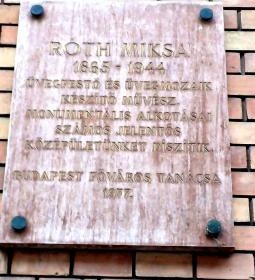 RÓTH MIKSA
1865 - 1944
ÜVEGFESTŐ ÉS ÜVEGMOZAIK
KÉSZÍTŐ MŰVÉSZ.
MONUMENTÁLIS ALKOTÁSAI
SZÁMOS JELENTŐS
KÖZÉPÜLETÜNKET DÍSZÍTIK.
BUDAPEST FŐVÁROS TANÁCSA
1977.